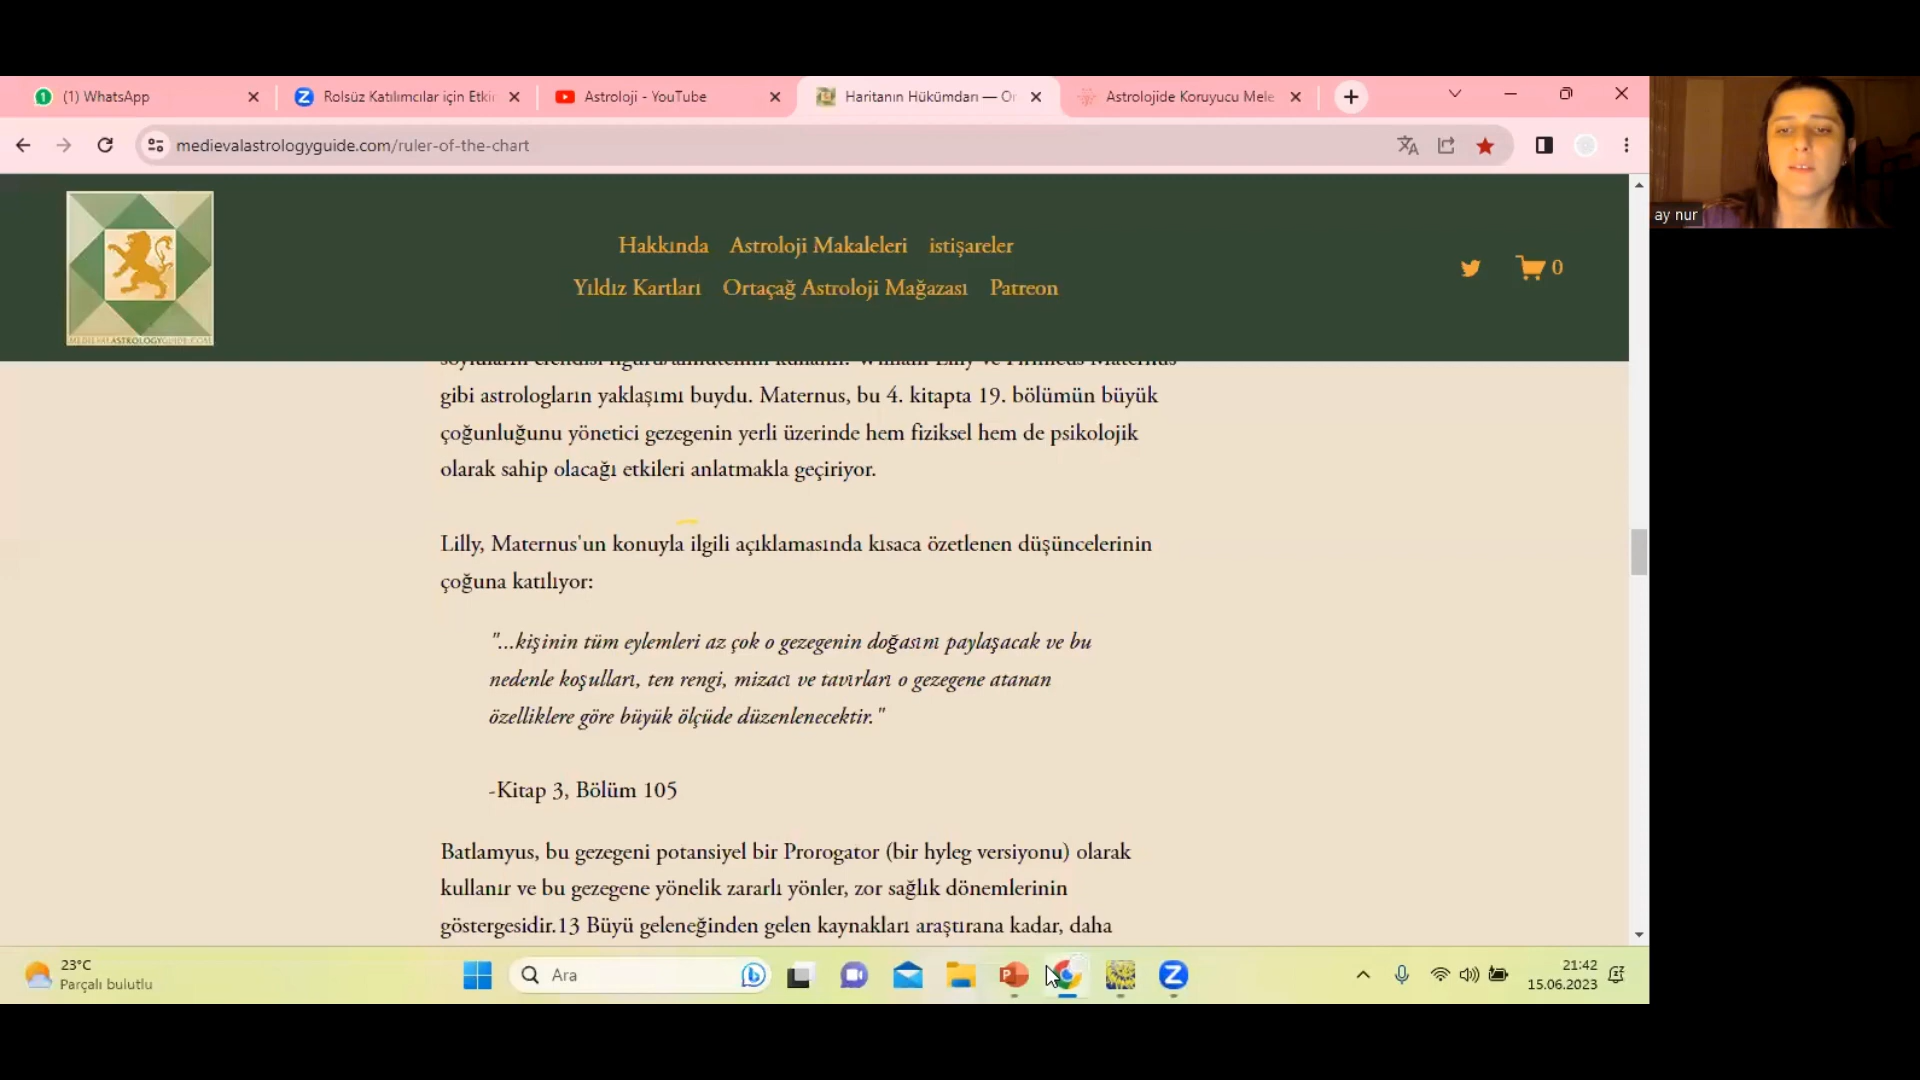 (1) WhatsApp
Rolsüz Katılımcılar için Etkin
Astroloji - YouTube
Haritanın Hükümdarı — Or
Astrolojide Koruyucu Mele
medievalastrologyguide.com/ruler-of-the-chart
ay nur
MEDIEVALASTROLOGYGUIDE.COM
Hakkında Astroloji Makaleleri istişareler
Yıldız Kartları Ortaçağ Astroloji Mağazası Patreon
0
gibi astrologların yaklaşımı buydu. Maternus, bu 4. kitapta 19. bölümün büyük
çoğunluğunu yönetici gezegenin yerli üzerinde hem fiziksel hem de psikolojik
olarak sahip olacağı etkileri anlatmakla geçiriyor.
Lilly, Maternus'un konuyla ilgili açıklamasında kısaca özetlenen düşüncelerinin
çoğuna katılıyor:
"...kişinin tüm eylemleri az çok o gezegenin doğasını paylaşacak ve bu
nedenle koşulları, ten rengi, mizacı ve tavırları o gezegene atanan
özelliklere göre büyük ölçüde düzenlenecektir."
-Kitap 3, Bölüm 105
Batlamyus, bu gezegeni potansiyel bir Prorogator (bir hyleg versiyonu) olarak
kullanır ve bu gezegene yönelik zararlı yönler, zor sağlık dönemlerinin
göstergesidir.13 Büyü geleneğinden gelen kaynakları araştırana kadar, daha
23°C
Parçalı bulutlu
Ara
21:42
15.06.2023